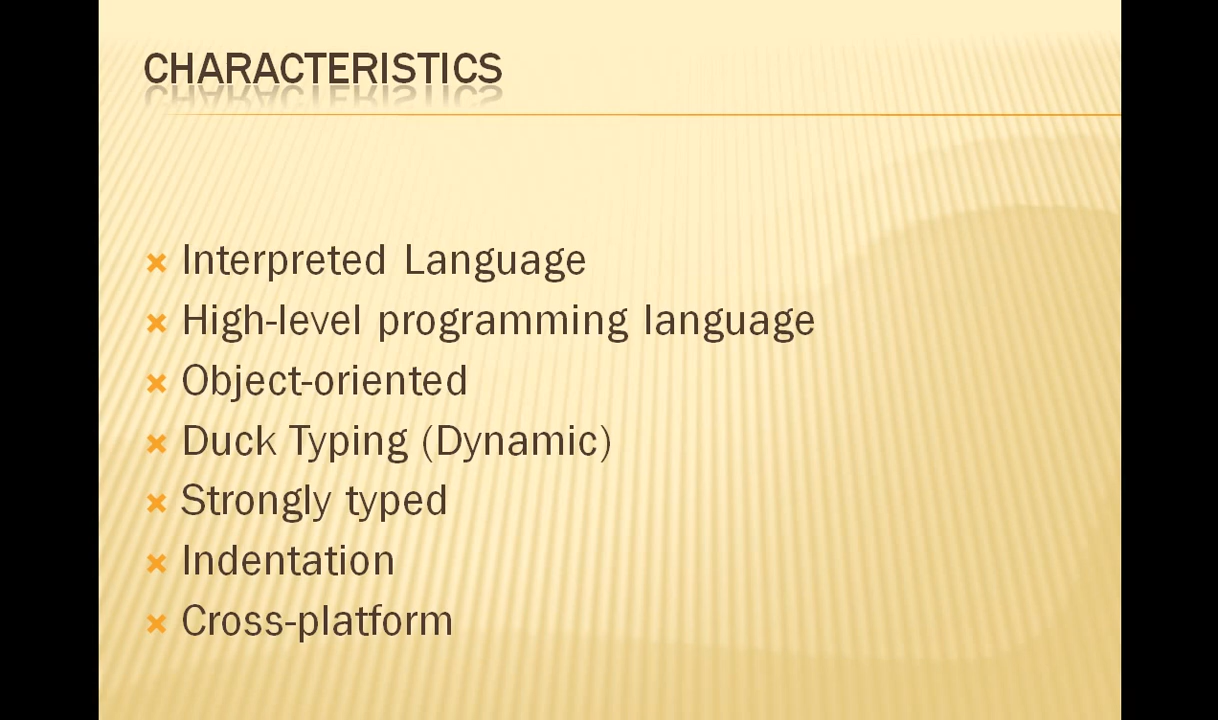 CHARACTERISTICS
Interpreted Language
High-level programming language
Object-oriented
Duck Typing (Dynamic)
Strongly typed
Indentation
Cross-platform